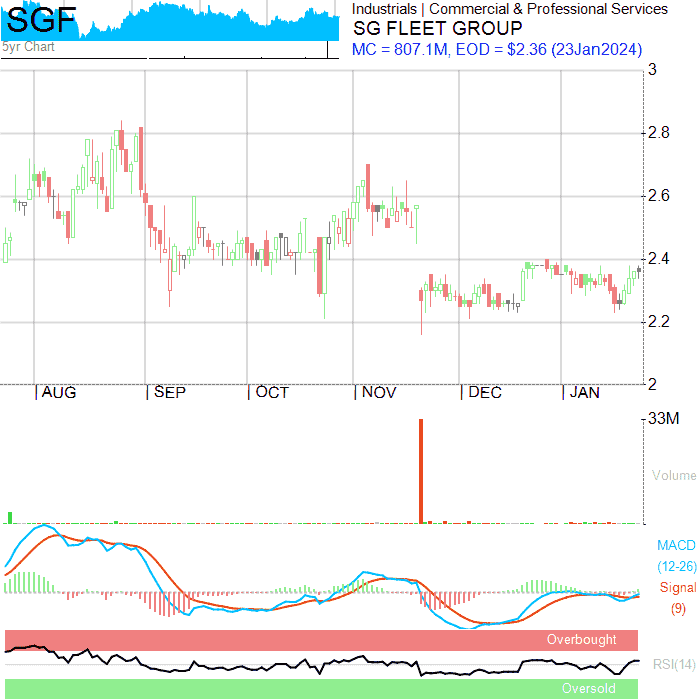 SGF
5yr Chart
Industrials | Commercial & Professional Services
SG FLEET GROUP
MC = 807.1M, EOD = $2.36 (23Jan2024)
3
2.8
2.6
2.4
2.2
2
| AUG | SEP | OCT | NOV | DEC | JAN
33M
Volume
MACD
(12-26)
Signal
(9)
Overbought
RSI(14)
Oversold